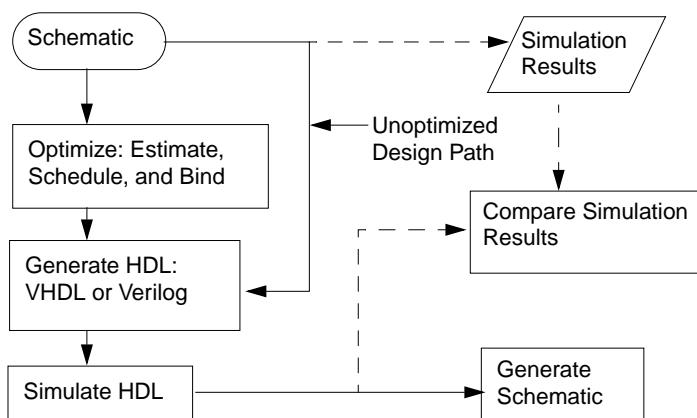 Schematic
Simulation
Results
Unoptimized
Design Path
Optimize: Estimate,
Schedule, and Bind
Compare Simulation
Results
Generate HDL:
VHDL or Verilog
Simulate HDL
Generate
Schematic